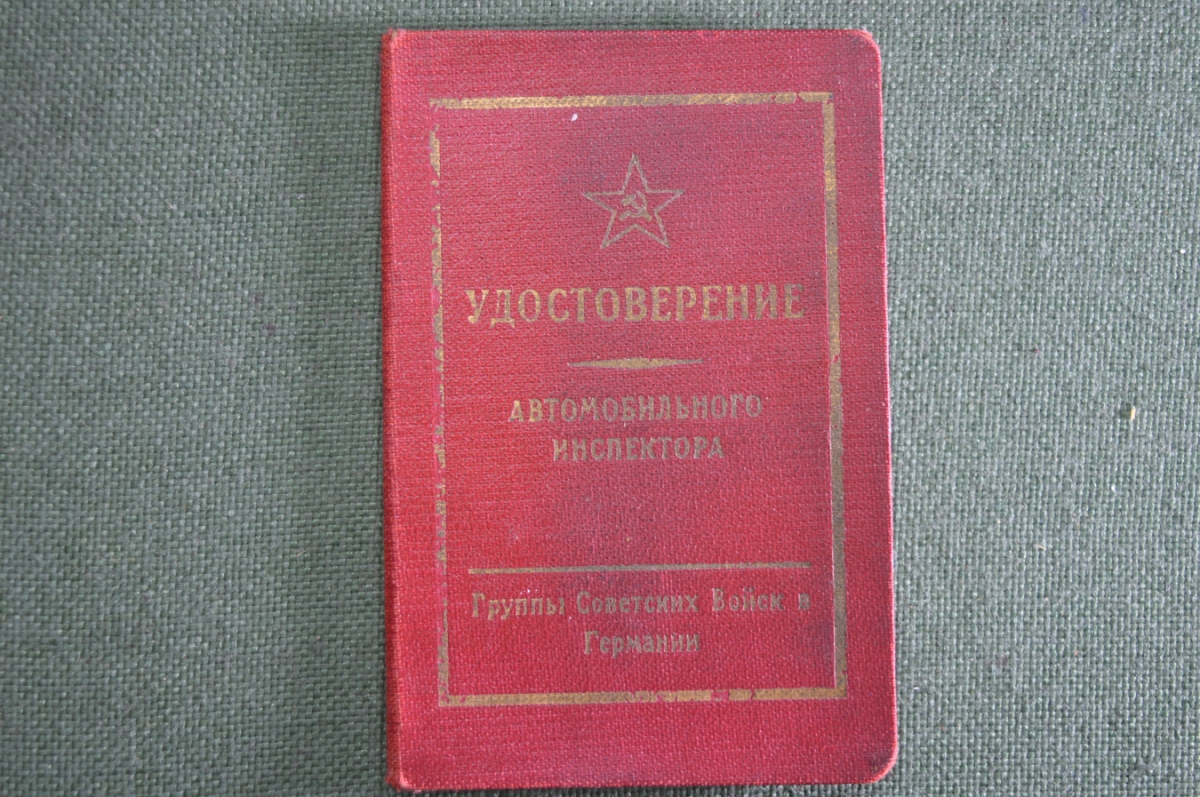 УДОСТОВЕРЕНИЕ
АВТОМОБИЛЬНОГО
ИНСПЕКТОРА
Группы Советских Войск в
Германии